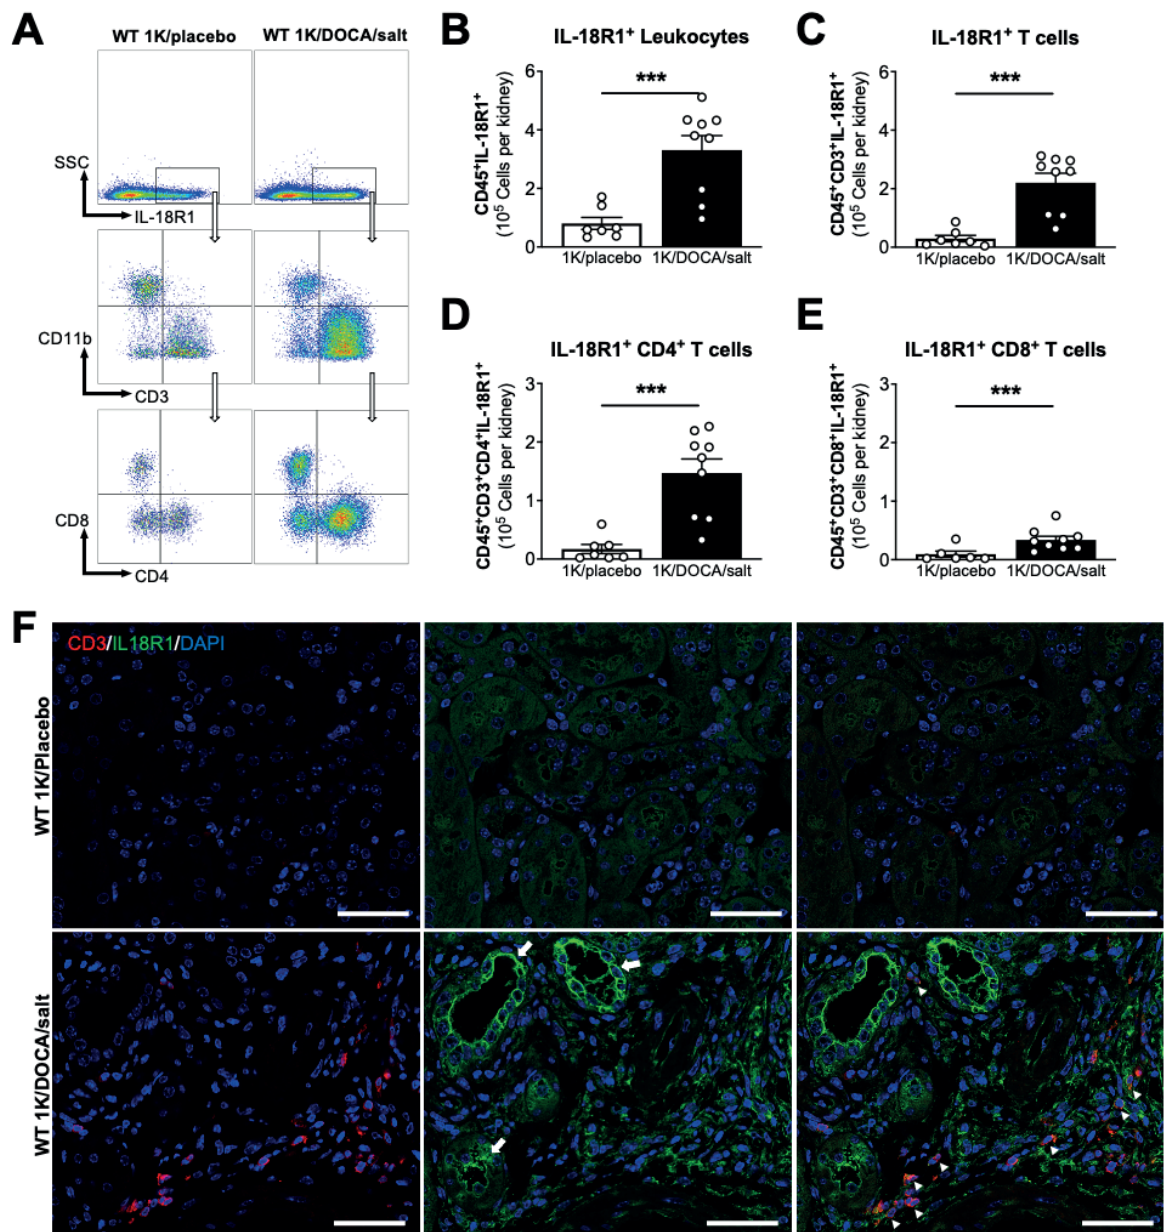 A
WT 1K/placebo
WT 1K/DOCA/salt
SSC
IL-18R1
CD11b
CD3
CD8
CD4
B
IL-18R1⁺ Leukocytes
CD45⁺IL-18R1⁺
(10⁵ Cells per kidney)
6
4
2
0
***
1K/placebo
1K/DOCA/salt
C
IL-18R1⁺ T cells
CD45⁺CD3⁺IL-18R1⁺
(10⁵ Cells per kidney)
6
4
2
0
***
1K/placebo
1K/DOCA/salt
D
IL-18R1⁺ CD4⁺ T cells
CD45⁺CD3⁺CD4⁺IL-18R1⁺
(10⁵ Cells per kidney)
3
2
1
0
***
1K/placebo
1K/DOCA/salt
E
IL-18R1⁺ CD8⁺ T cells
CD45⁺CD3⁺CD8⁺IL-18R1⁺
(10⁵ Cells per kidney)
3
2
1
0
***
1K/placebo
1K/DOCA/salt
F
CD3/IL18R1/DAPI
WT 1K/Placebo
WT 1K/DOCA/salt